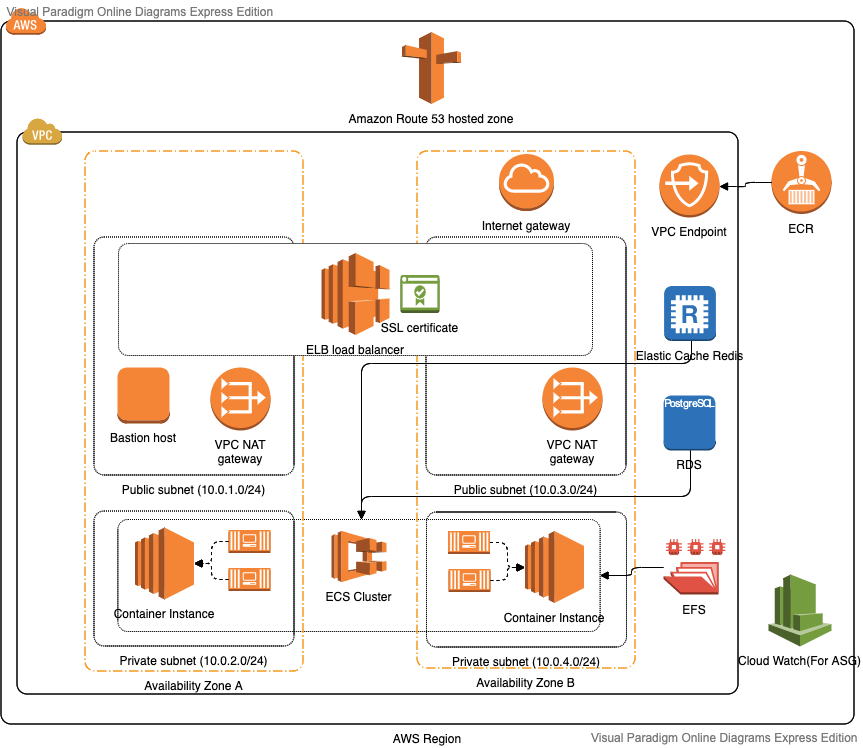 Visual Paradigm Online Diagrams Express Edition
AWS
Amazon Route 53 hosted zone
VPC
Internet gateway
VPC Endpoint
ECR
SSL certificate
ELB load balancer
R
Elastic Cache Redis
Bastion host
VPC NAT
gateway
VPC NAT
gateway
PostgreSQL
RDS
Public subnet (10.0.1.0/24)
Public subnet (10.0.3.0/24)
Container Instance
ECS Cluster
Container Instance
EFS
Private subnet (10.0.2.0/24)
Private subnet (10.0.4.0/24)
Cloud Watch(For ASG)
Availability Zone A
Availability Zone B
AWS Region
Visual Paradigm Online Diagrams Express Edition